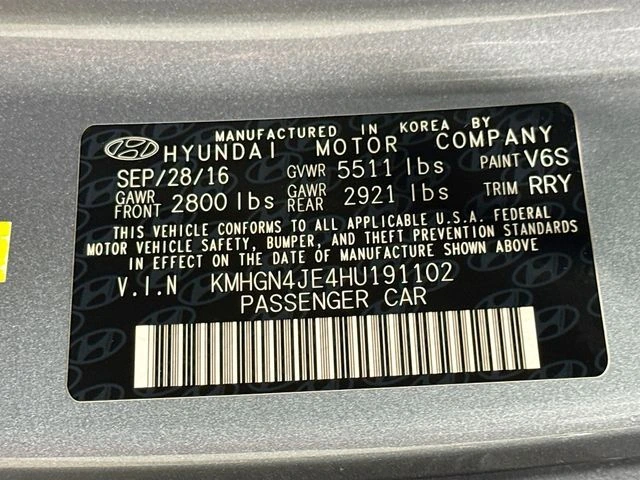 MANUFACTURED IN KOREA BY
HYUNDAI MOTOR COMPANY
SEP/28/16 GVWR 5511 lbs PAINT V6S
GAWR FRONT 2800 lbs GAWR REAR 2921 lbs TRIM RRY
THIS VEHICLE CONFORMS TO ALL APPLICABLE U.S.A. FEDERAL
MOTOR VEHICLE SAFETY, BUMPER, AND THEFT PREVENTION STANDARDS
IN EFFECT ON THE DATE OF MANUFACTURE SHOWN ABOVE.
V.I.N KMHGN4JE4HU191102
PASSENGER CAR